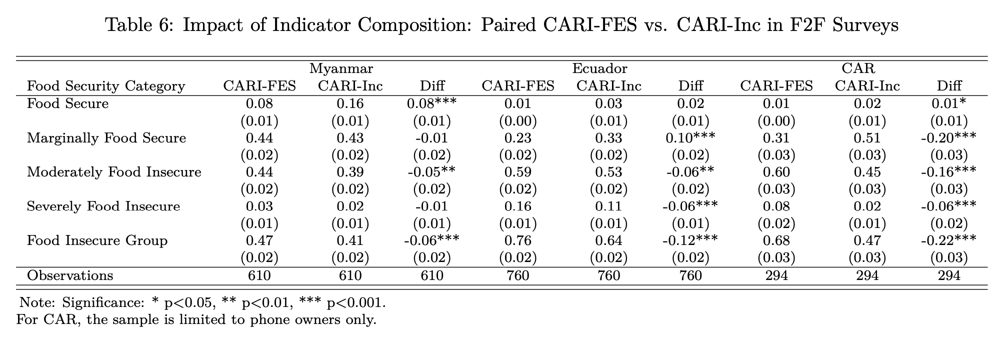 Table 6: Impact of Indicator Composition: Paired CARI-FES vs. CARI-Inc in F2F Surveys
Myanmar Ecuador CAR
Food Security Category CARI-FES CARI-Inc Diff CARI-FES CARI-Inc Diff CARI-FES CARI-Inc Diff
Food Secure 0.08 0.16 0.08*** 0.01 0.03 0.02 0.01 0.02 0.01*
(0.01) (0.01) (0.01) (0.00) (0.01) (0.01) (0.00) (0.01) (0.01)
Marginally Food Secure 0.44 0.43 -0.01 0.23 0.33 0.10*** 0.31 0.51 -0.20***
(0.02) (0.02) (0.02) (0.02) (0.02) (0.02) (0.03) (0.03) (0.03)
Moderately Food Insecure 0.44 0.39 -0.05** 0.59 0.53 -0.06** 0.60 0.45 -0.16***
(0.02) (0.02) (0.02) (0.02) (0.02) (0.02) (0.03) (0.03) (0.03)
Severely Food Insecure 0.03 0.02 -0.01 0.16 0.11 -0.06*** 0.08 0.02 -0.06***
(0.01) (0.01) (0.01) (0.01) (0.01) (0.01) (0.02) (0.01) (0.02)
Food Insecure Group 0.47 0.41 -0.06*** 0.76 0.64 -0.12*** 0.68 0.47 -0.22***
(0.02) (0.02) (0.02) (0.02) (0.02) (0.02) (0.03) (0.03) (0.03)
Observations 610 610 610 760 760 760 294 294 294
Note: Significance: * p<0.05, ** p<0.01, *** p<0.001.
For CAR, the sample is limited to phone owners only.